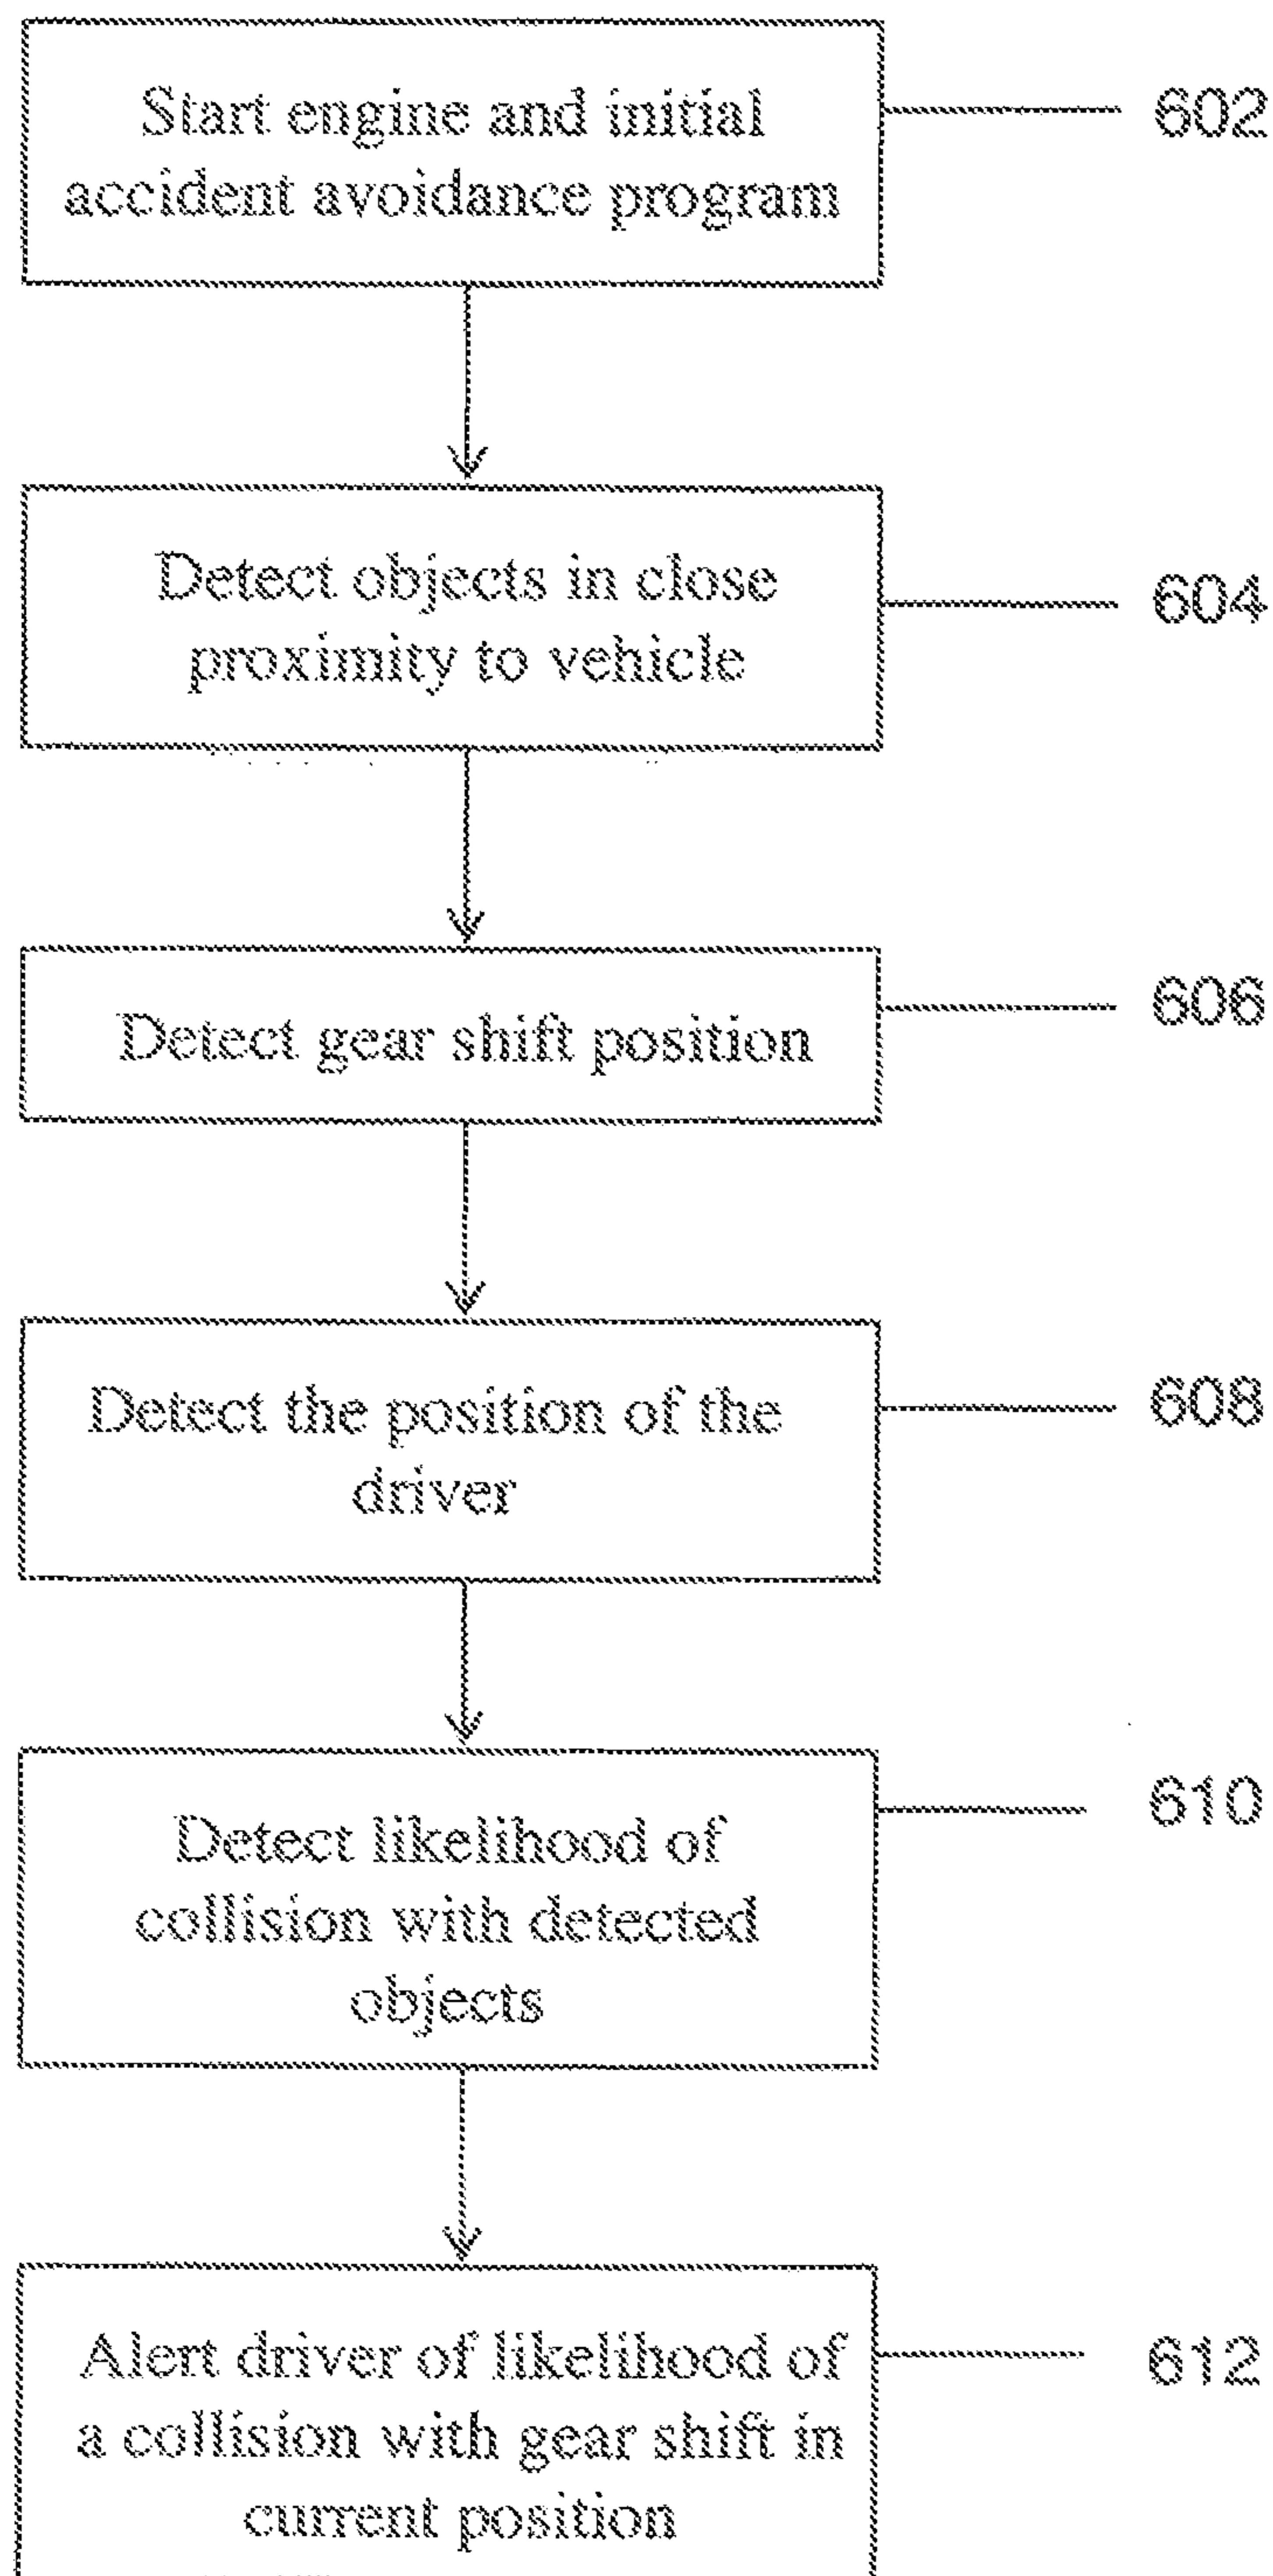 Start engine and initial
accident avoidance program
602
Detect objects in close
proximity to vehicle
604
Detect gear shift position
606
Detect the position of the
driver
608
Detect likelihood of
collision with detected
objects
610
Alert driver of likelihood of
a collision with gear shift in
current position
612